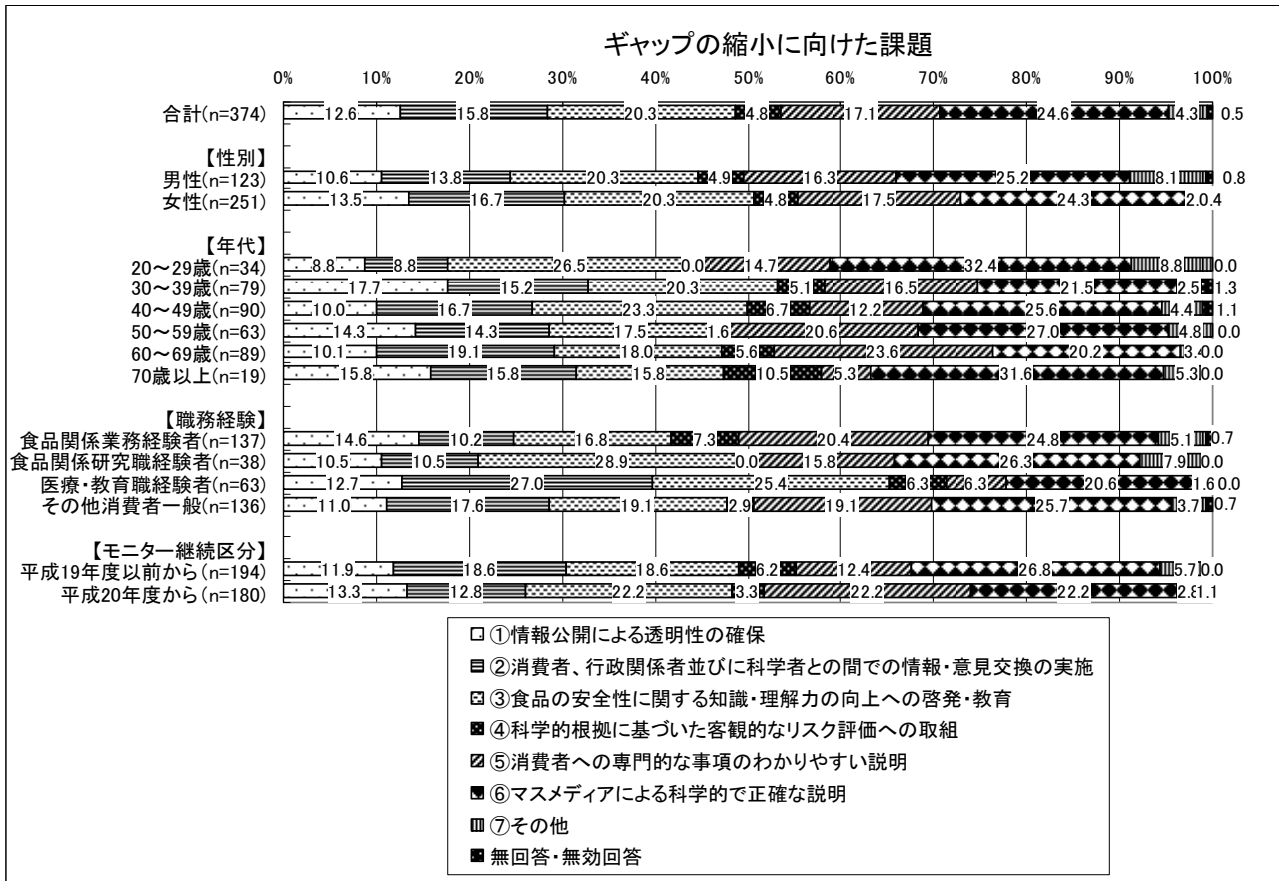 ギャップの縮小に向けた課題
0% 10% 20% 30% 40% 50% 60% 70% 80% 90% 100%
合計(n=374) 12.6 15.8 20.3 4.8 17.1 24.6 4.3 0.5
【性別】
男性(n=123) 10.6 13.8 20.3 4.9 16.3 25.2 8.1 0.8
女性(n=251) 13.5 16.7 20.3 4.8 17.5 24.3 2.0 0.4
【年代】
20~29歳(n=34) 8.8 8.8 26.5 0.0 14.7 32.4 8.8 0.0
30~39歳(n=79) 17.7 15.2 20.3 5.1 16.5 21.5 2.5 1.3
40~49歳(n=90) 10.0 16.7 23.3 6.7 12.2 25.6 4.4 1.1
50~59歳(n=63) 14.3 14.3 17.5 1.6 20.6 27.0 4.8 0.0
60~69歳(n=89) 10.1 19.1 18.0 5.6 23.6 20.2 3.4 0.0
70歳以上(n=19) 15.8 15.8 15.8 10.5 5.3 31.6 5.3 0.0
【職務経験】
食品関係業務経験者(n=137) 14.6 10.2 16.8 7.3 20.4 24.8 5.1 0.7
食品関係研究職経験者(n=38) 10.5 10.5 28.9 0.0 15.8 26.3 7.9 0.0
医療・教育職経験者(n=63) 12.7 27.0 25.4 6.3 6.3 20.6 1.6 0.0
その他消費者一般(n=136) 11.0 17.6 19.1 2.9 19.1 25.7 3.7 0.7
【モニター継続区分】
平成19年度以前から(n=194) 11.9 18.6 18.6 6.2 12.4 26.8 5.7 0.0
平成20年度から(n=180) 13.3 12.8 22.2 3.3 22.2 22.2 2.8 1.1
①情報公開による透明性の確保
②消費者、行政関係者並びに科学者との間での情報・意見交換の実施
③食品の安全性に関する知識・理解力の向上への啓発・教育
④科学的根拠に基づいた客観的なリスク評価への取組
⑤消費者への専門的な事項のわかりやすい説明
⑥マスメディアによる科学的で正確な説明
⑦その他
無回答・無効回答